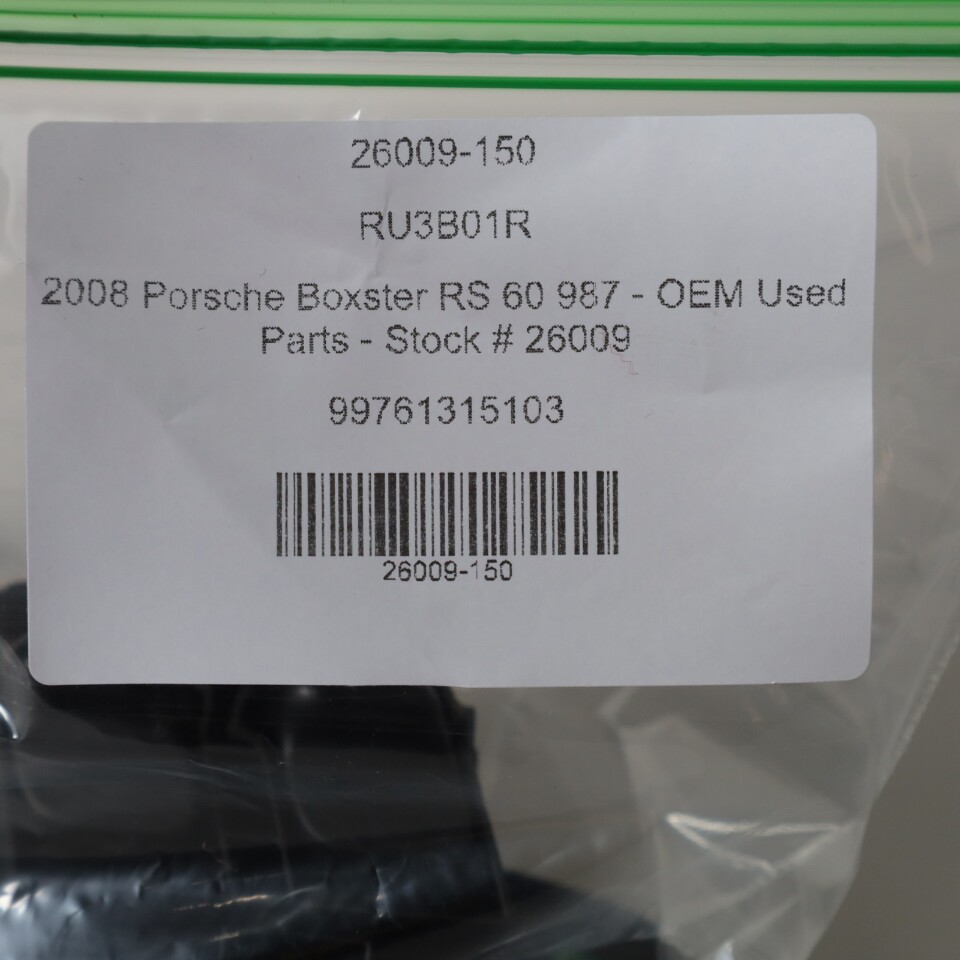 26009-150
RU3B01R
2008 Porsche Boxster RS 60 987 - OEM Used
Parts - Stock # 26009
99761315103
26009-150